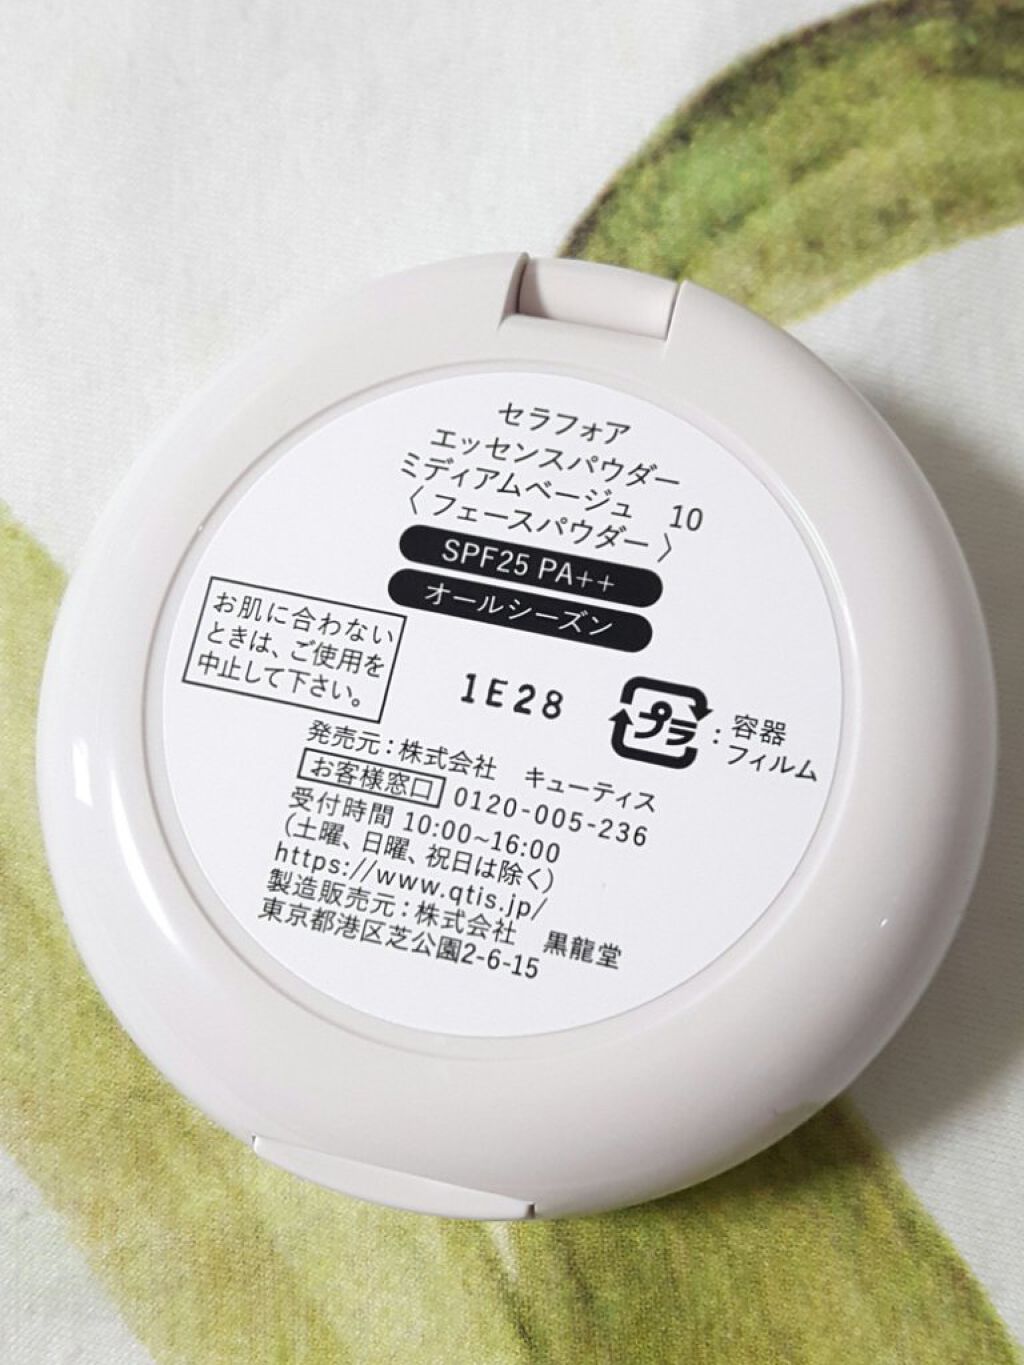 セラフォア
エッセンスパウダー
ミディアムベージュ 10
〈 フェースパウダー 〉
SPF25 PA++
オールシーズン
お肌に合わない
ときは、ご使用を
中止して下さい。
1E28
プラ
: 容器
フィルム
発売元 : 株式会社 キューティス
お客様窓口 0120-005-236
受付時間 10:00~16:00
(土曜、日曜、祝日は除く)
https://www.qtis.jp/
製造販売元 : 株式会社 黒龍堂
東京都港区芝公園2-6-15